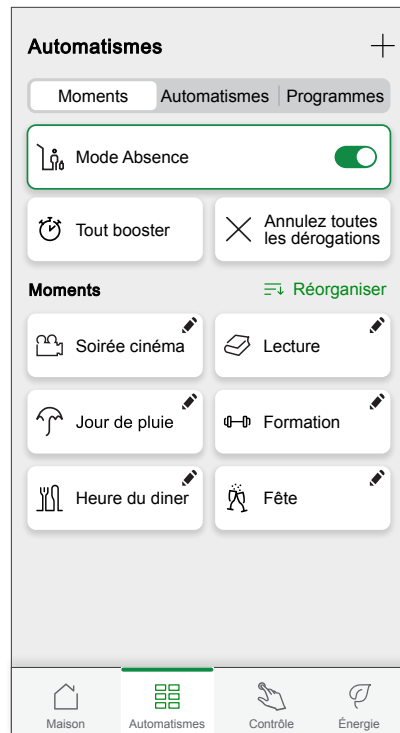 Automatismes
Moments Automatismes Programmes
Mode Absence
Tout booster
Annulez toutes
les dérogations
Moments
Réorganiser
Soirée cinéma
Lecture
Jour de pluie
Formation
Heure du diner
Fête
Maison
Automatismes
Contrôle
Énergie